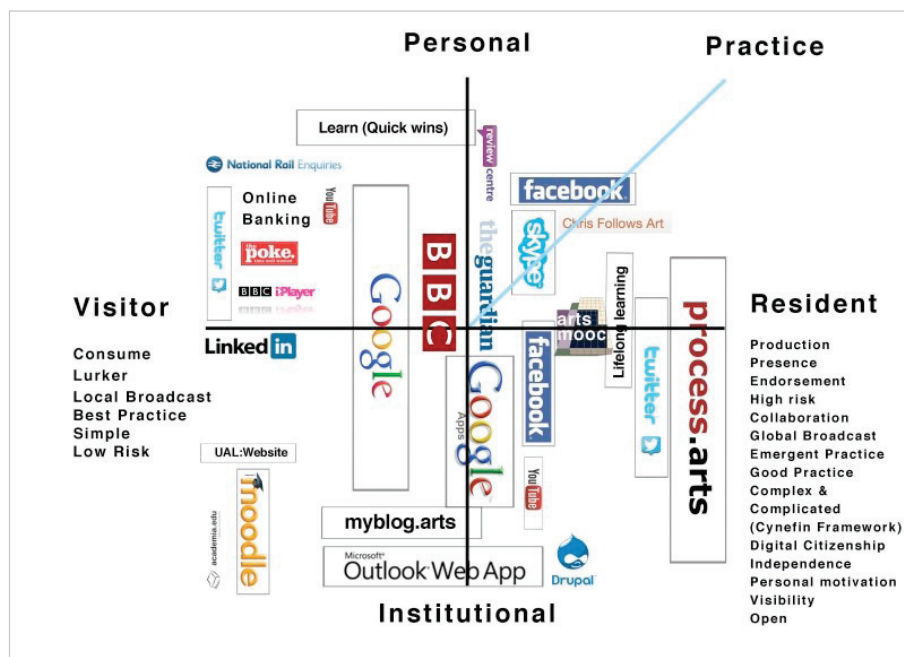 Personal
Practice
Learn (Quick wins)
review centre
National Rail Enquiries
facebook
twitter
Online
Banking
YouTube
the
poke.
BBC iPlayer
skype
Chris Follows Art
BBC
theguardian
Google
Visitor
Consume
Lurker
Local Broadcast
Best Practice
Simple
Low Risk
Linked in
arts
mooc
Lifelong learning
facebook
twitter
process.arts
Google
Apps
Resident
Production
Presence
Endorsement
High risk
Collaboration
Global Broadcast
Emergent Practice
Good Practice
Complex &
Complicated
(Cynefin Framework)
Digital Citizenship
Independence
Personal motivation
Visibility
Open
UAL:Website
moodle
academia.edu
YouTube
myblog.arts
Microsoft®
Outlook Web App
Drupal
Institutional